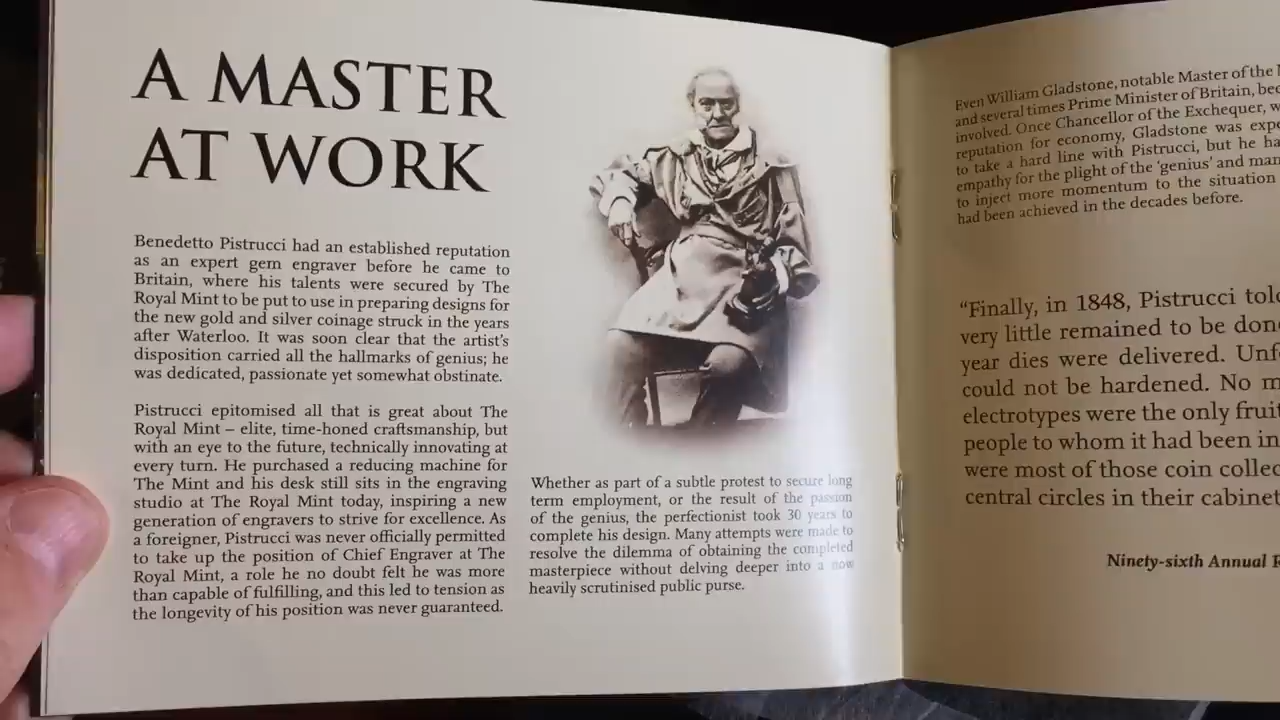 A MASTER
AT WORK
Benedetto Pistrucci had an established reputation
as an expert gem engraver before he came to
Britain, where his talents were secured by The
Royal Mint to be put to use in preparing designs for
the new gold and silver coinage struck in the years
after Waterloo. It was soon clear that the artist's
disposition carried all the hallmarks of genius; he
was dedicated, passionate yet somewhat obstinate.
Pistrucci epitomised all that is great about The
Royal Mint – elite, time-honed craftsmanship, but
with an eye to the future, technically innovating at
every turn. He purchased a reducing machine for
The Mint and his desk still sits in the engraving
studio at The Royal Mint today, inspiring a new
generation of engravers to strive for excellence. As
a foreigner, Pistrucci was never officially permitted
to take up the position of Chief Engraver at The
Royal Mint, a role he no doubt felt he was more
than capable of fulfilling, and this led to tension as
the longevity of his position was never guaranteed.
Whether as part of a subtle protest to secure long
term employment, or the result of the passion
of the genius, the perfectionist took 30 years to
complete his design. Many attempts were made to
resolve the dilemma of obtaining the completed
masterpiece without delving deeper into a now
heavily scrutinised public purse.
Even William Gladstone, notable Master of the
and several times Prime Minister of Britain,
involved. Once Chancellor of the Exchequer,
reputation for economy, Gladstone was
to take a hard line with Pistrucci, but he
empathy for the plight of the 'genius' and
to inject more momentum to the situation
had been achieved in the decades before.
"Finally, in 1848, Pistrucci
very little remained to be
year dies were delivered.
could not be hardened. No
electrotypes were the only
people to whom it had been
were most of those coin
central circles in their
Ninety-sixth Annual